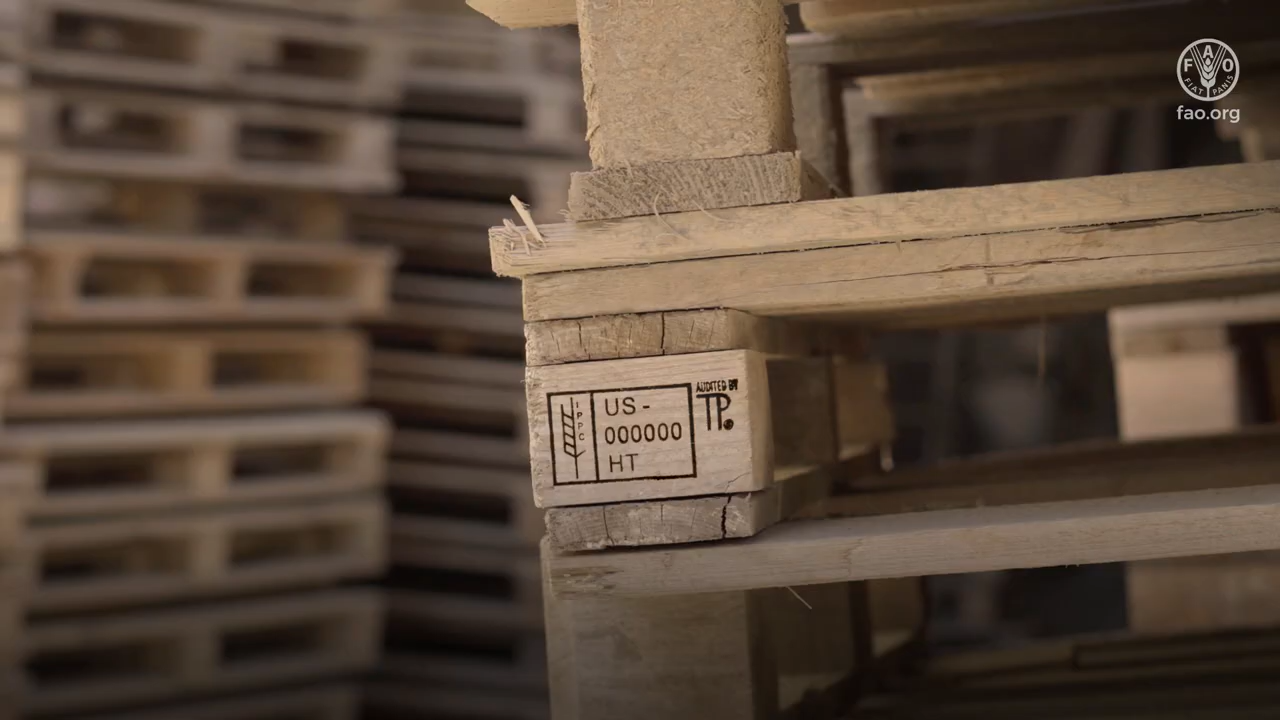 FAO
FIAT PANIS
fao.org
IPPC
US -
000000
HT
AUDITED BY
TP.